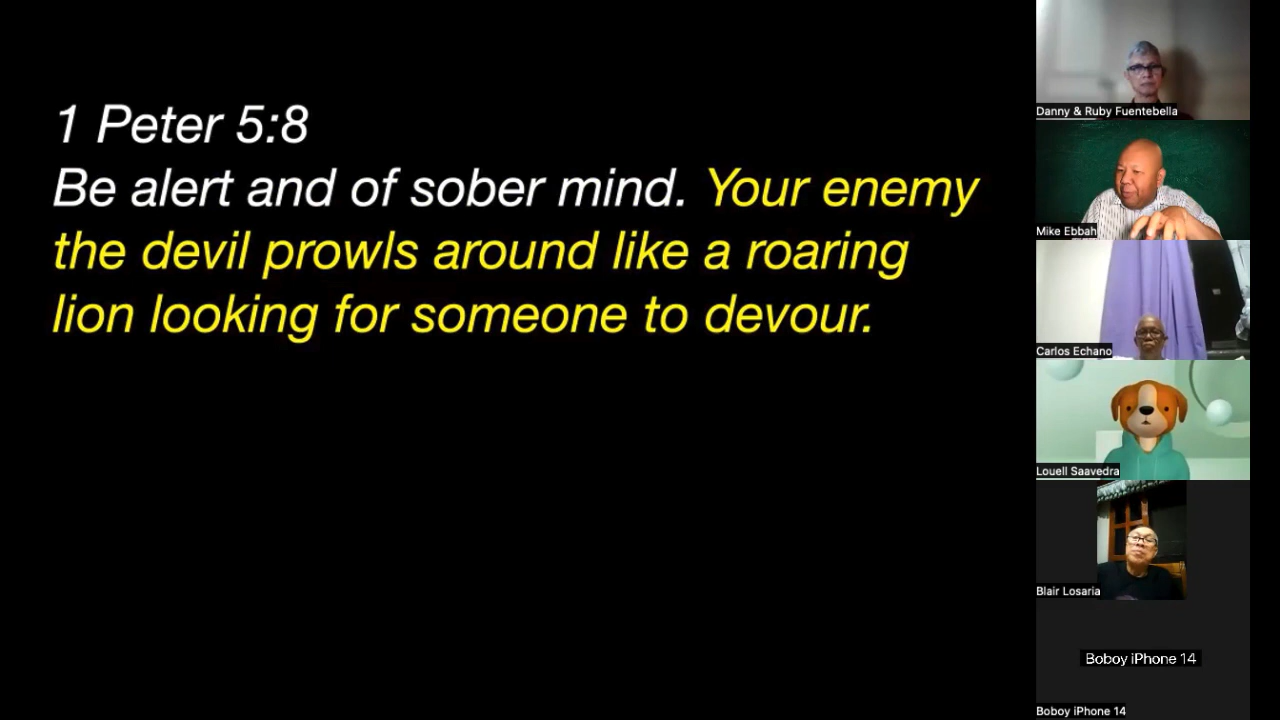 1 Peter 5:8
Be alert and of sober mind. Your enemy
the devil prowls around like a roaring
lion looking for someone to devour.
Danny & Ruby Fuentebella
Mike Ebbah
Carlos Echano
Louell Saavedra
Blair Losaria
Boboy iPhone 14
Boboy iPhone 14